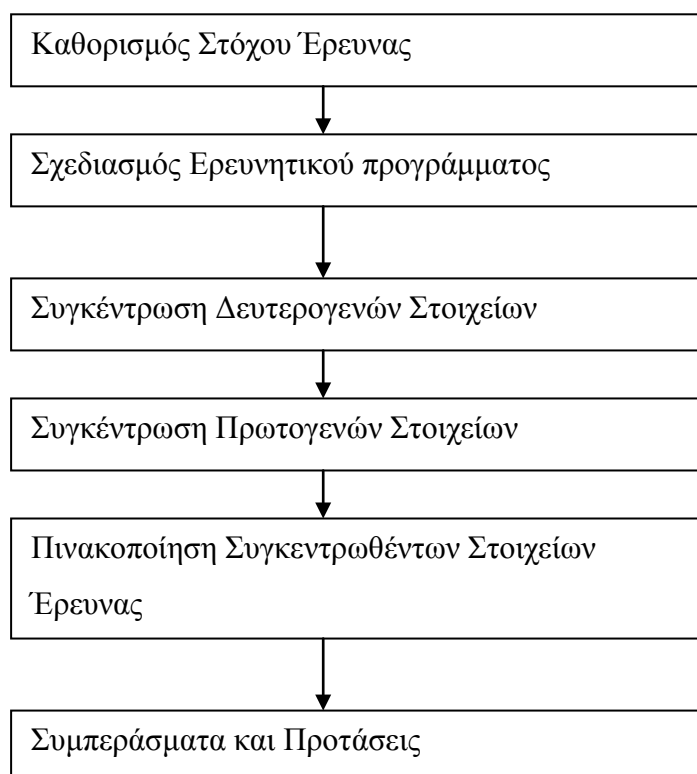 Καθορισμός Στόχου Έρευνας
Σχεδιασμός Ερευνητικού προγράμματος
Συγκέντρωση Δευτερογενών Στοιχείων
Συγκέντρωση Πρωτογενών Στοιχείων
Πινακοποίηση Συγκεντρωθέντων Στοιχείων
Έρευνας
Συμπεράσματα και Προτάσεις